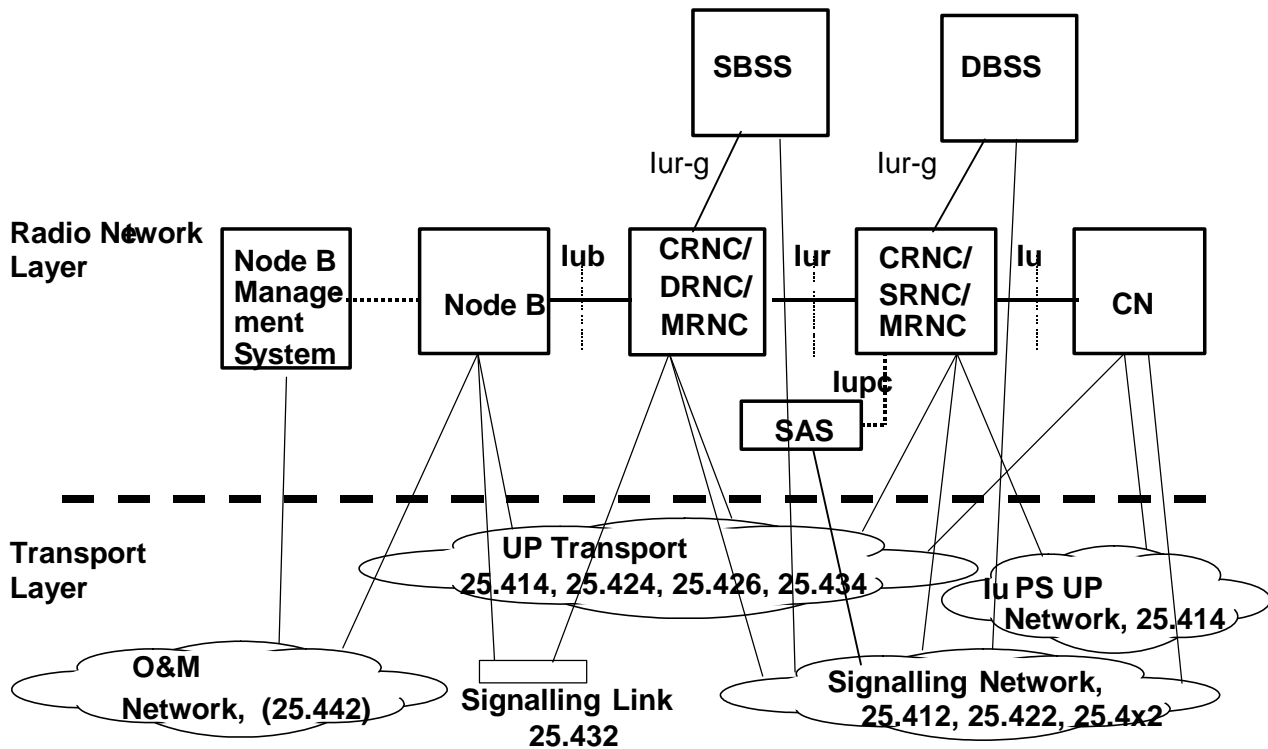 SBSS
DBSS
Iur-g
Iur-g
Radio Network
Layer
Node B
Manage
ment
System
Node B
Iub
CRNC/
DRNC/
MRNC
Iur
CRNC/
SRNC/
MRNC
Iu
CN
Iupc
SAS
Transport
Layer
UP Transport
25.414, 25.424, 25.426, 25.434
Iu PS UP
Network, 25.414
O&M
Network, (25.442)
Signalling Link
25.432
Signalling Network,
25.412, 25.422, 25.4x2